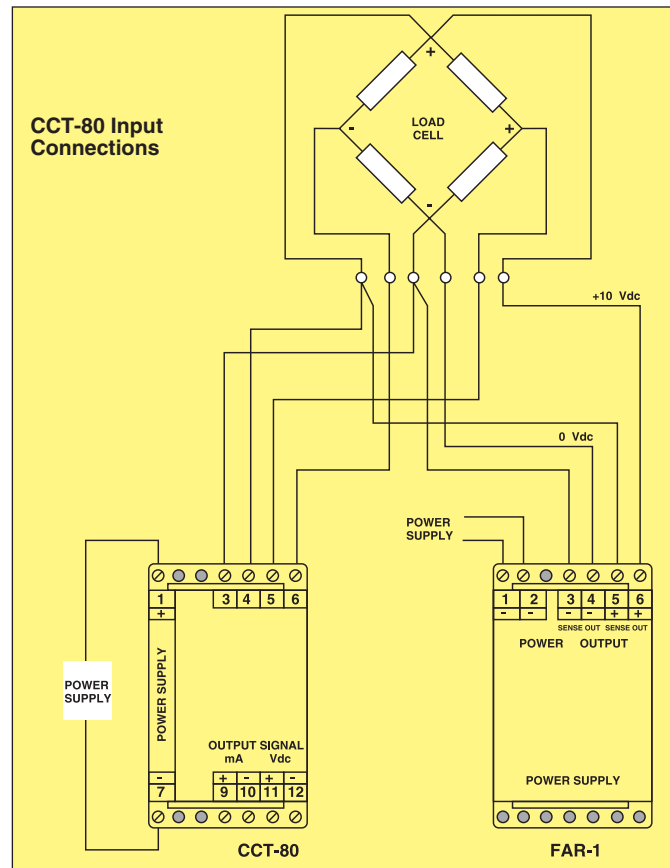 CCT-80 Input
Connections
+
LOAD
CELL
-
+
-
+10 Vdc
0 Vdc
POWER
SUPPLY
1
3
4
5
6
+
POWER SUPPLY
POWER
SUPPLY
OUTPUT SIGNAL
mA
Vdc
-
+
-
+
-
7
9
10
11
12
CCT-80
1
2
3
4
5
6
-
-
-
-
+
+
SENSE OUT
SENSE OUT
POWER
OUTPUT
POWER SUPPLY
FAR-1